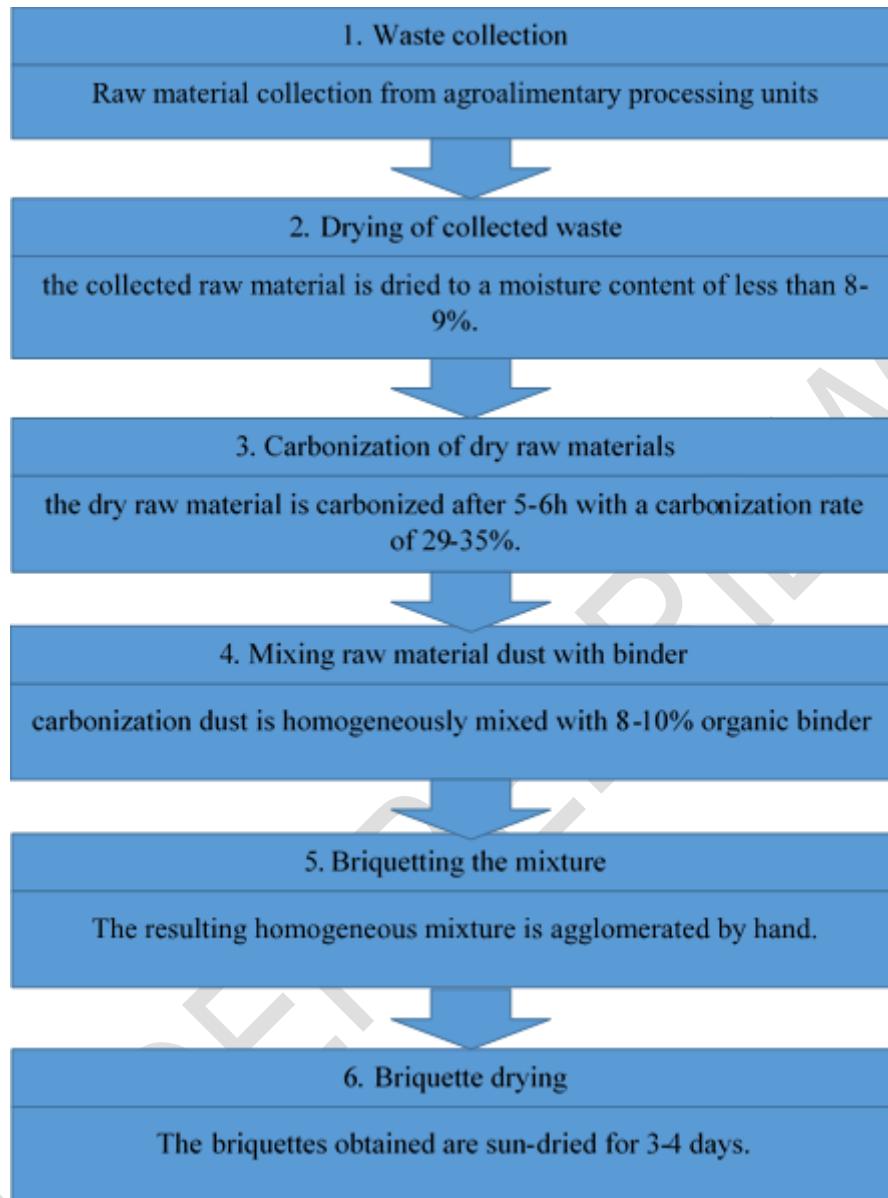 1. Waste collection
Raw material collection from agroalimentary processing units
2. Drying of collected waste
the collected raw material is dried to a moisture content of less than 8-
9%.
3. Carbonization of dry raw materials
the dry raw material is carbonized after 5-6h with a carbonization rate
of 29-35%.
4. Mixing raw material dust with binder
carbonization dust is homogeneously mixed with 8-10% organic binder
5. Briquetting the mixture
The resulting homogeneous mixture is agglomerated by hand.
6. Briquette drying
The briquettes obtained are sun-dried for 3-4 days.